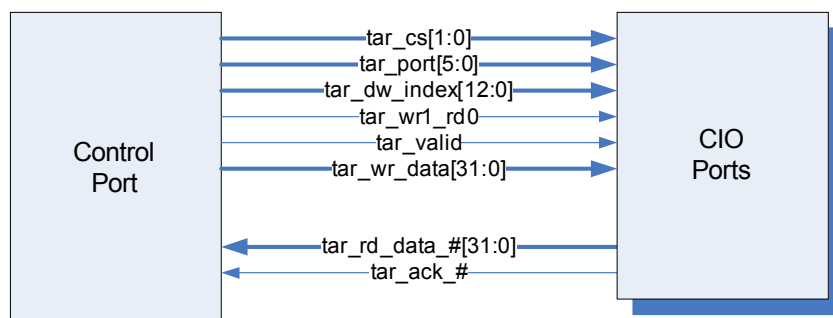 tar_cs[1:0]
tar_port[5:0]
tar_dw_index[12:0]
tar_wr1_rd0
tar_valid
tar_wr_data[31:0]
Control
Port
CIO
Ports
tar_rd_data_#[31:0]
tar_ack_#